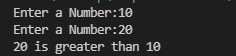 Enter a Number:10
Enter a Number:20
20 is greater than 10